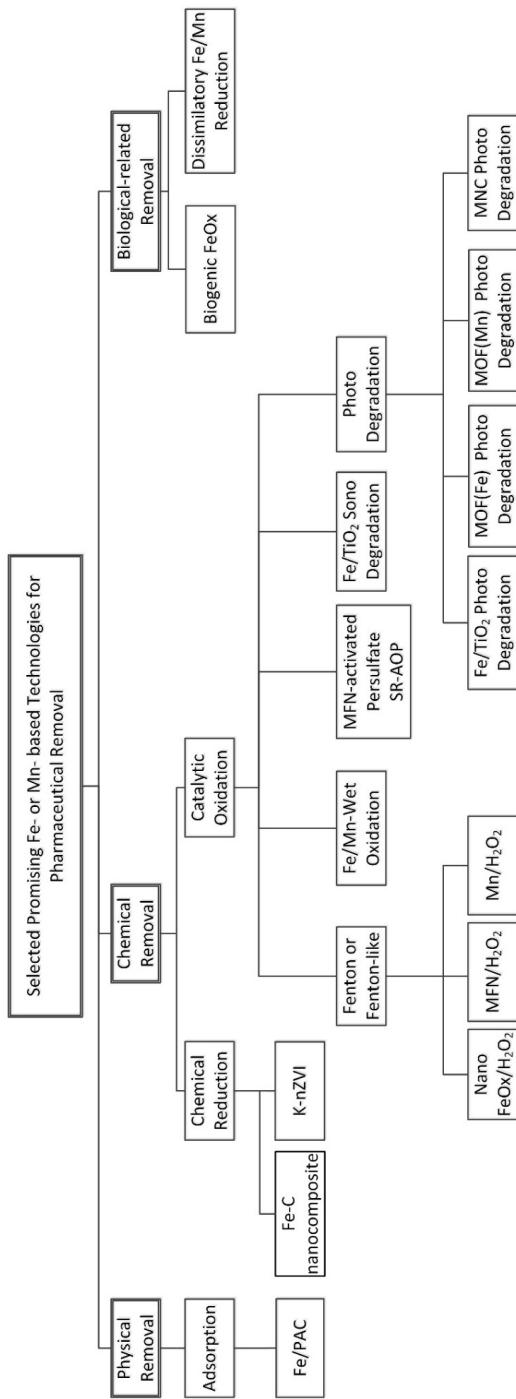 Selected Promising Fe- or Mn- based Technologies for
Pharmaceutical Removal
Physical
Removal
Chemical
Removal
Biological-related
Removal
Adsorption
Chemical
Reduction
Catalytic
Oxidation
Biogenic FeOx
Dissimilatory Fe/Mn
Reduction
Fe/PAC
Fe-C
nanocomposite
K-nZVI
Fenton or
Fenton-like
Fe/Mn-Wet
Oxidation
MFN-activated
Persulfate
SR-AOP
Fe/TiO₂ Sono
Degradation
Photo
Degradation
Nano
FeOx/H₂O₂
MFN/H₂O₂
Mn/H₂O₂
Fe/TiO₂ Photo
Degradation
MOF(Fe) Photo
Degradation
MOF(Mn) Photo
Degradation
MNC Photo
Degradation